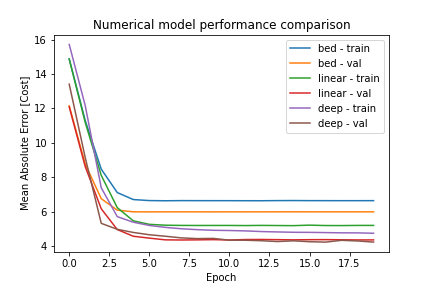 Numerical model performance comparison
16
14
12
10
8
6
4
Mean Absolute Error [Cost]
bed - train
bed - val
linear - train
linear - val
deep - train
deep - val
0.0 2.5 5.0 7.5 10.0 12.5 15.0 17.5
Epoch